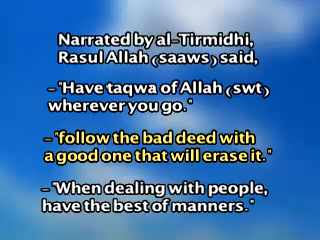 Narrated by al-Tirmidhi,
Rasul Allah (saaws) said,
- "Have taqwa of Allah (swt)
wherever you go."
- "follow the bad deed with
a good one that will erase it."
- "When dealing with people,
have the best of manners."